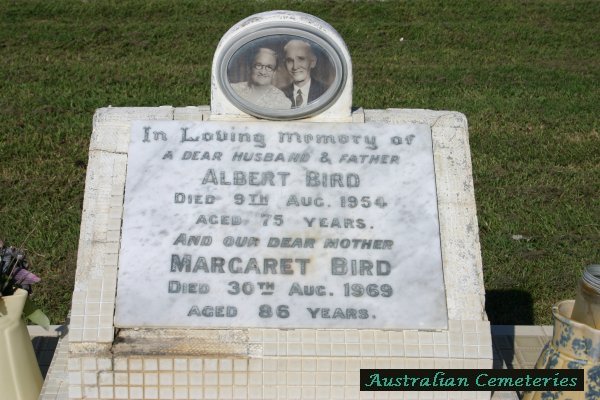 In Loving Memory of
A DEAR HUSBAND & FATHER
ALBERT BIRD
DIED 9TH AUG. 1954
AGED 75 YEARS.
AND OUR DEAR MOTHER
MARGARET BIRD
DIED 30TH AUG. 1969
AGED 86 YEARS.
Australian Cemeteries